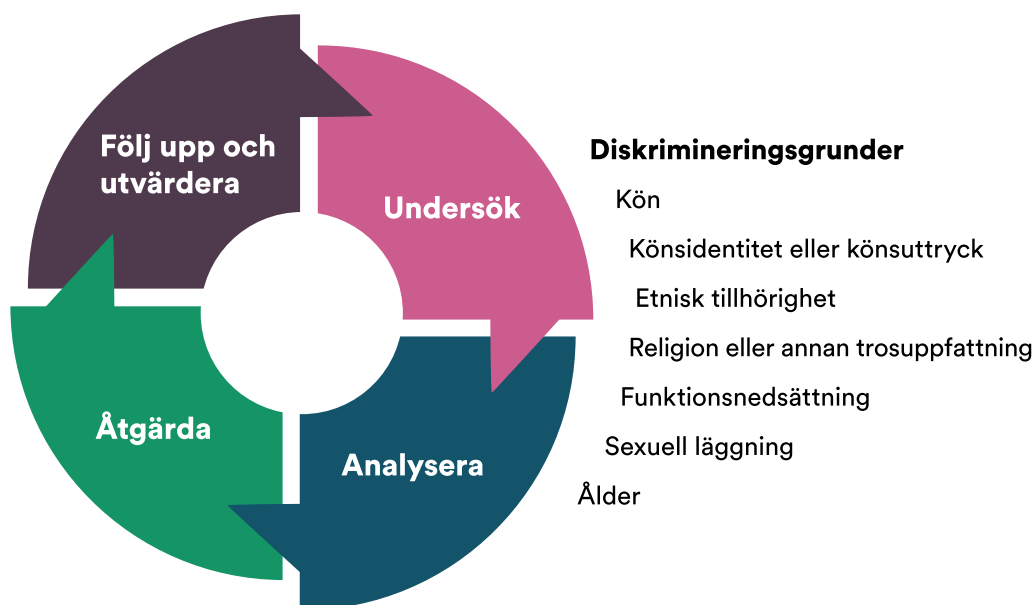 Följ upp och
utvärdera
Undersök
Åtgärda
Analysera
Diskrimineringsgrunder
Kön
Könsidentitet eller könsuttryck
Etnisk tillhörighet
Religion eller annan trosuppfattning
Funktionsnedsättning
Sexuell läggning
Ålder